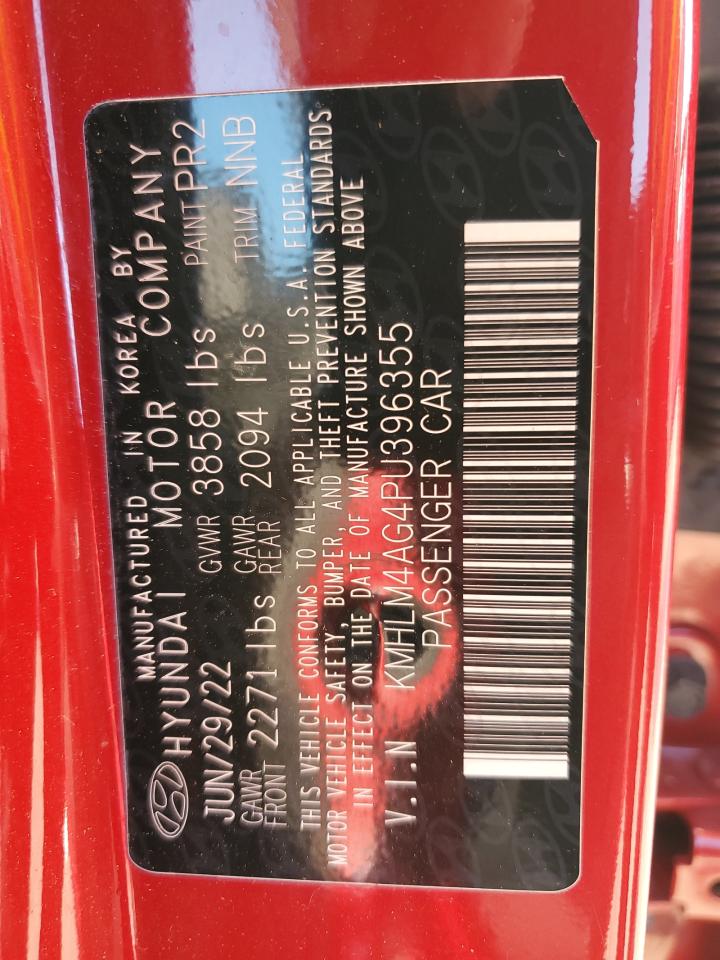 MANUFACTURED IN KOREA BY
HYUNDAI MOTOR COMPANY
JUN/29/22 GVWR 3858 lbs PAINT PR2
GAWR FRONT 2271 lbs GAWR REAR 2094 lbs TRIM NNB
THIS VEHICLE CONFORMS TO ALL APPLICABLE U.S.A. FEDERAL
MOTOR VEHICLE SAFETY, BUMPER, AND THEFT PREVENTION STANDARDS
IN EFFECT ON THE DATE OF MANUFACTURE SHOWN ABOVE
V.I.N KMHLM4AG4PU396355
PASSENGER CAR